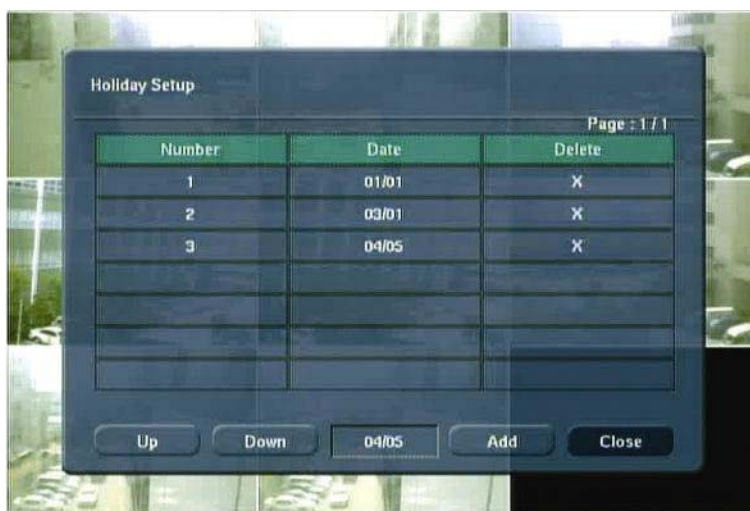 Holiday Setup
Page : 1 / 1
Number Date Delete
1 01/01 X
2 03/01 X
3 04/05 X
Up Down 04/05 Add Close